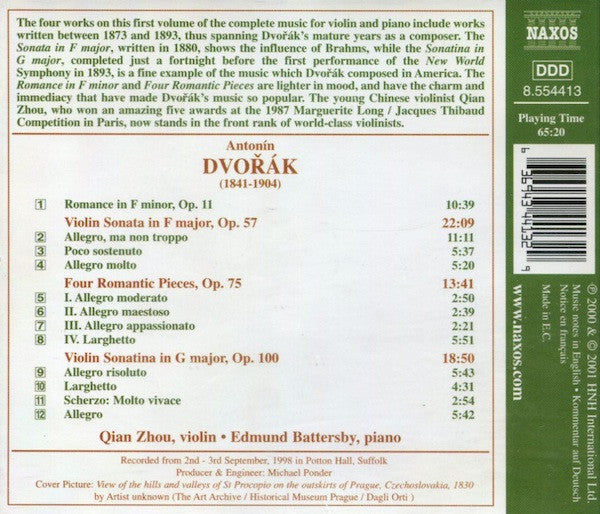 The four works on this first volume of the complete music for violin and piano include works
written between 1873 and 1893, thus spanning Dvořák's mature years as a composer. The
Sonata in F major, written in 1880, shows the influence of Brahms, while the Sonatina in
G major, completed just a fortnight before the first performance of the New World
Symphony in 1893, is a fine example of the music which Dvořák composed in America. The
Romance in F minor and Four Romantic Pieces are lighter in mood, and have the charm and
immediacy that have made Dvořák's music so popular. The young Chinese violinist Qian
Zhou, who won an amazing five awards at the 1987 Marguerite Long / Jacques Thibaud
Competition in Paris, now stands in the front rank of world-class violinists.
Antonín
DVOŘÁK
(1841-1904)
1 Romance in F minor, Op. 11 10:39
Violin Sonata in F major, Op. 57 22:09
2 Allegro, ma non troppo 11:11
3 Poco sostenuto 5:37
4 Allegro molto 5:20
Four Romantic Pieces, Op. 75 13:41
5 I. Allegro moderato 2:50
6 II. Allegro maestoso 2:39
7 III. Allegro appassionato 2:21
8 IV. Larghetto 5:51
Violin Sonatina in G major, Op. 100 18:50
9 Allegro risoluto 5:43
10 Larghetto 4:31
11 Scherzo: Molto vivace 2:54
12 Allegro 5:42
Qian Zhou, violin • Edmund Battersby, piano
Recorded from 2nd - 3rd September, 1998 in Potton Hall, Suffolk
Producer & Engineer: Michael Ponder
Cover Picture: View of the hills and valleys of St Procopio on the outskirts of Prague, Czechoslovakia, 1830
by Artist unknown (The Art Archive / Historical Museum Prague / Dagli Orti )
NAXOS
DDD
8.554413
Playing Time
65:20
6 36943 44132 9
℗ 2000 & © 2001 HNH International Ltd
Music notes in English • Kommentar auf Deutsch
Notice en français
Made in E.C.
www.naxos.com